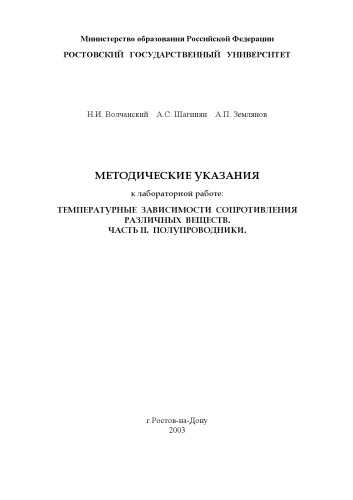 Министерство образования Российской Федерации
РОСТОВСКИЙ ГОСУДАРСТВЕННЫЙ УНИВЕРСИТЕТ
Н.И. Волчанский А.С. Шагинян А.П. Землянов
МЕТОДИЧЕСКИЕ УКАЗАНИЯ
к лабораторной работе:
ТЕМПЕРАТУРНЫЕ ЗАВИСИМОСТИ СОПРОТИВЛЕНИЯ
РАЗЛИЧНЫХ ВЕЩЕСТВ.
ЧАСТЬ II. ПОЛУПРОВОДНИКИ.
г.Ростов-на-Дону
2003